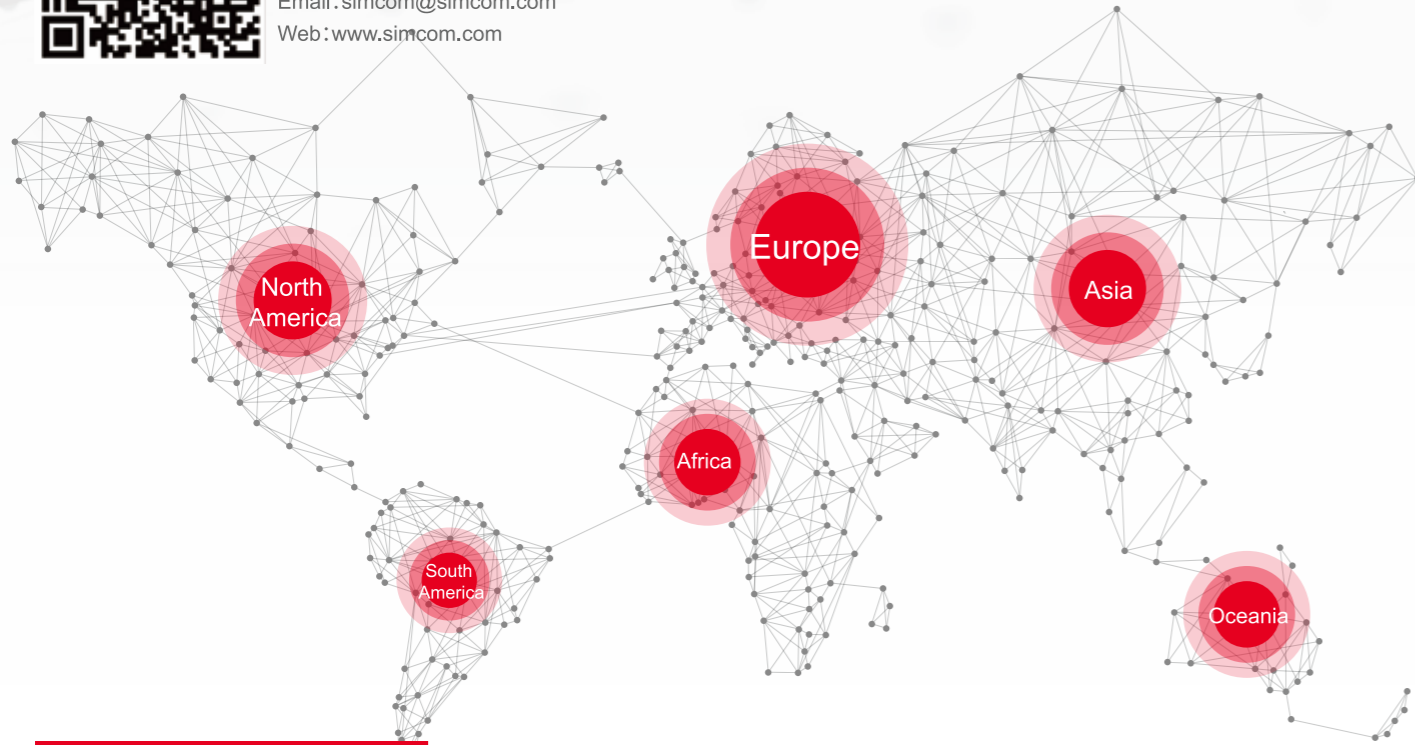 Email:simcom@simcom.com
Web:www.simcom.com
Europe
North
America
Asia
Africa
South
America
Oceania